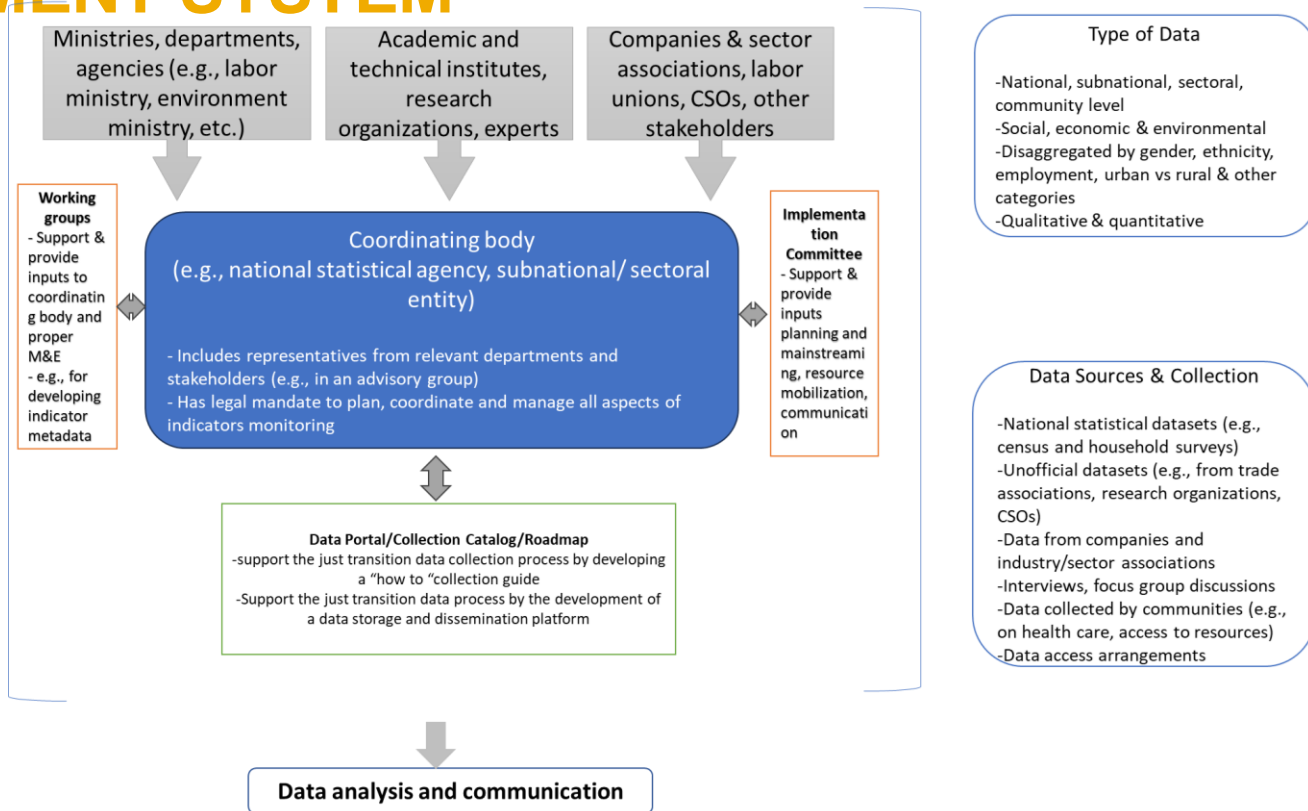 MENT SYSTEM
Ministries, departments,
agencies (e.g., labor
ministry, environment
ministry, etc.)
Academic and
technical institutes,
research
organizations, experts
Companies & sector
associations, labor
unions, CSOs, other
stakeholders
Working
groups
- Support &
provide
inputs to
coordinatin
g body and
proper
M&E
- e.g., for
developing
indicator
metadata
Coordinating body
(e.g., national statistical agency, subnational/ sectoral
entity)
- Includes representatives from relevant departments and
stakeholders (e.g., in an advisory group)
- Has legal mandate to plan, coordinate and manage all aspects of
indicators monitoring
Implementa
tion
Committee
- Support &
provide
inputs
planning and
mainstreami
ng, resource
mobilization,
communicati
on
Data Portal/Collection Catalog/Roadmap
-support the just transition data collection process by developing
a “how to “collection guide
-Support the just transition data process by the development of
a data storage and dissemination platform
Data analysis and communication
Type of Data
-National, subnational, sectoral,
community level
-Social, economic & environmental
-Disaggregated by gender, ethnicity,
employment, urban vs rural & other
categories
-Qualitative & quantitative
Data Sources & Collection
-National statistical datasets (e.g.,
census and household surveys)
-Unofficial datasets (e.g., from trade
associations, research organizations,
CSOs)
-Data from companies and
industry/sector associations
-Interviews, focus group discussions
-Data collected by communities (e.g.,
on health care, access to resources)
-Data access arrangements